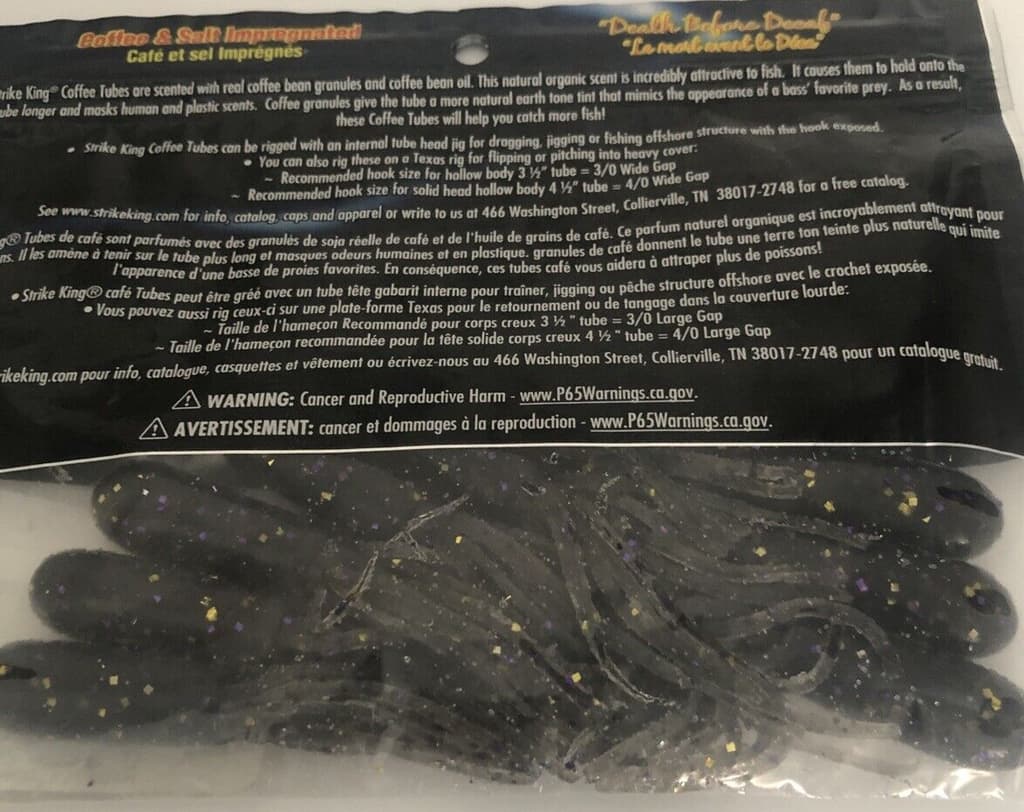 Coffee & Salt Impregnated
Café et sel Imprégnés
"Death Before Decaf"
"La mort avant la Déca"
rike King® Coffee Tubes are scented with real coffee bean granules and coffee bean oil. This natural organic scent is incredibly attractive to fish. It causes them to hold onto the
ube longer and masks human and plastic scents. Coffee granules give the tube a more natural earth tone tint that mimics the appearance of a bass' favorite prey. As a result,
these Coffee Tubes will help you catch more fish!
• Strike King Coffee Tubes can be rigged with an internal tube head jig for dragging, jigging or fishing offshore structure with the hook exposed.
• You can also rig these on a Texas rig for flipping or pitching into heavy cover:
~ Recommended hook size for hollow body 3 ½" tube = 3/0 Wide Gap
~ Recommended hook size for solid head hollow body 4 ½" tube = 4/0 Wide Gap
See www.strikeking.com for info, catalog, caps and apparel or write to us at 466 Washington Street, Collierville, TN 38017-2748 for a free catalog.
g® Tubes de café sont parfumés avec des granulés de soja réelle de café et de l'huile de grains de café. Ce parfum naturel organique est incroyablement attrayant pour
ns. Il les amène à tenir sur le tube plus long et masques odeurs humaines et en plastique. granules de café donnent le tube une terre ton teinte plus naturelle qui imite
l'apparence d'une basse de proies favorites. En conséquence, ces tubes café vous aidera à attraper plus de poissons!
• Strike King® café Tubes peut être gréé avec un tube tête gabarit interne pour traîner, jigging ou pêche structure offshore avec le crochet exposée.
• Vous pouvez aussi rig ceux-ci sur une plate-forme Texas pour le retournement ou de tangage dans la couverture lourde:
~ Taille de l'hameçon Recommandé pour corps creux 3 ½ " tube = 3/0 Large Gap
~ Taille de l'hameçon recommandée pour la tête solide corps creux 4 ½ " tube = 4/0 Large Gap
rikeking.com pour info, catalogue, casquettes et vêtement ou écrivez-nous au 466 Washington Street, Collierville, TN 38017-2748 pour un catalogue gratuit.
WARNING: Cancer and Reproductive Harm - www.P65Warnings.ca.gov.
AVERTISSEMENT: cancer et dommages à la reproduction - www.P65Warnings.ca.gov.